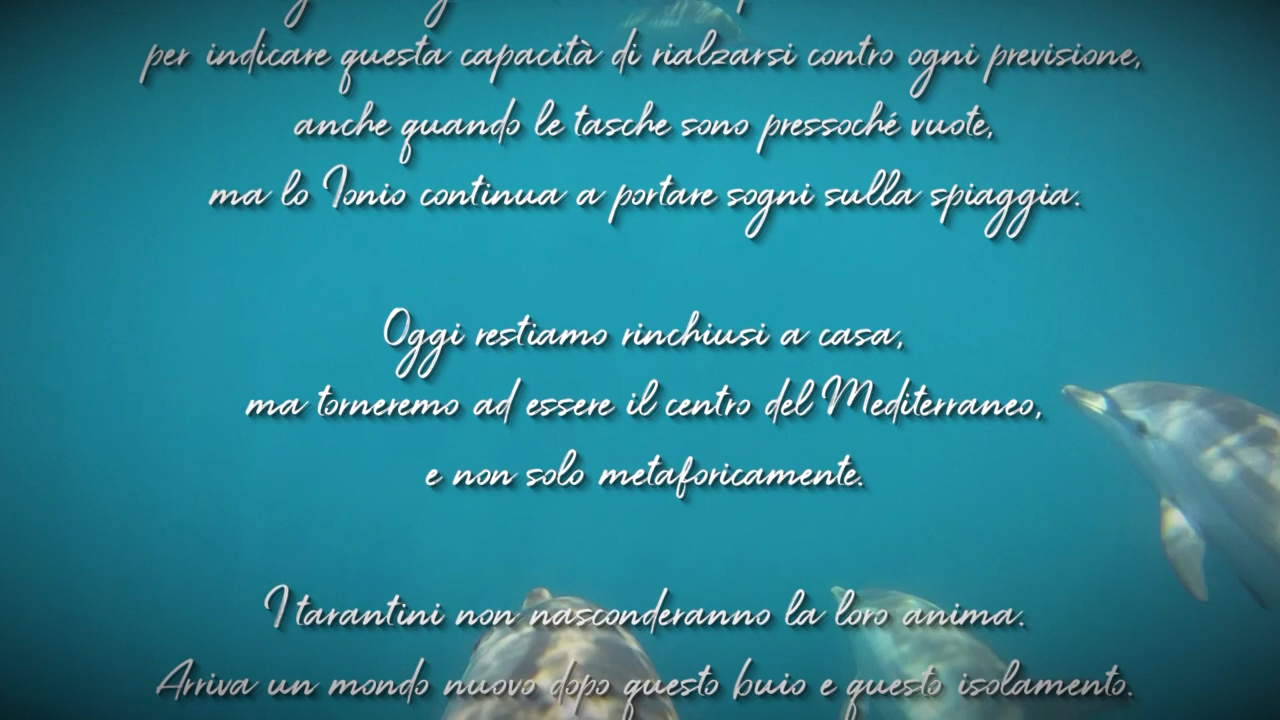 per indicare questa capacità di rialzarsi contro ogni previsione,
anche quando le tasche sono pressoché vuote,
ma lo Ionio continua a portare sogni sulla spiaggia.
Oggi restiamo rinchiusi a casa,
ma torneremo ad essere il centro del Mediterraneo,
e non solo metaforicamente.
I tarantini non nasconderanno la loro anima.
Arriva un mondo nuovo dopo questo buio e questo isolamento.